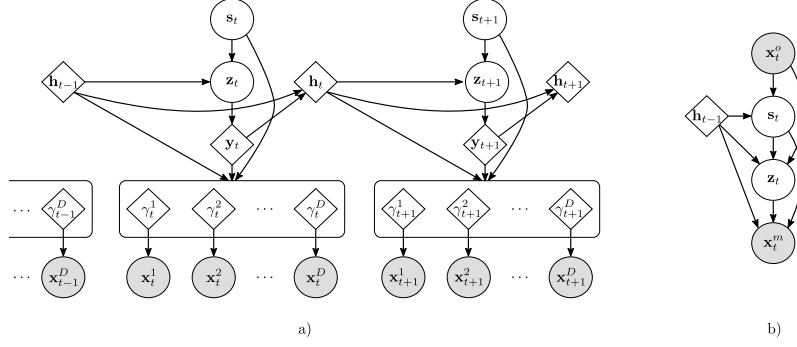 s_t s_{t+1}
x_t^o
h_{t-1} z_t h_t z_{t+1} h_{t+1}
h_{t-1} s_t
y_t y_{t+1}
z_t
⋯ γ_{t-1}^D γ_t^1 γ_t^2 ⋯ γ_t^D γ_{t+1}^1 γ_{t+1}^2 ⋯ γ_{t+1}^D
x_t^m
⋯ x_{t-1}^D x_t^1 x_t^2 ⋯ x_t^D x_{t+1}^1 x_{t+1}^2 ⋯ x_{t+1}^D
a) b)